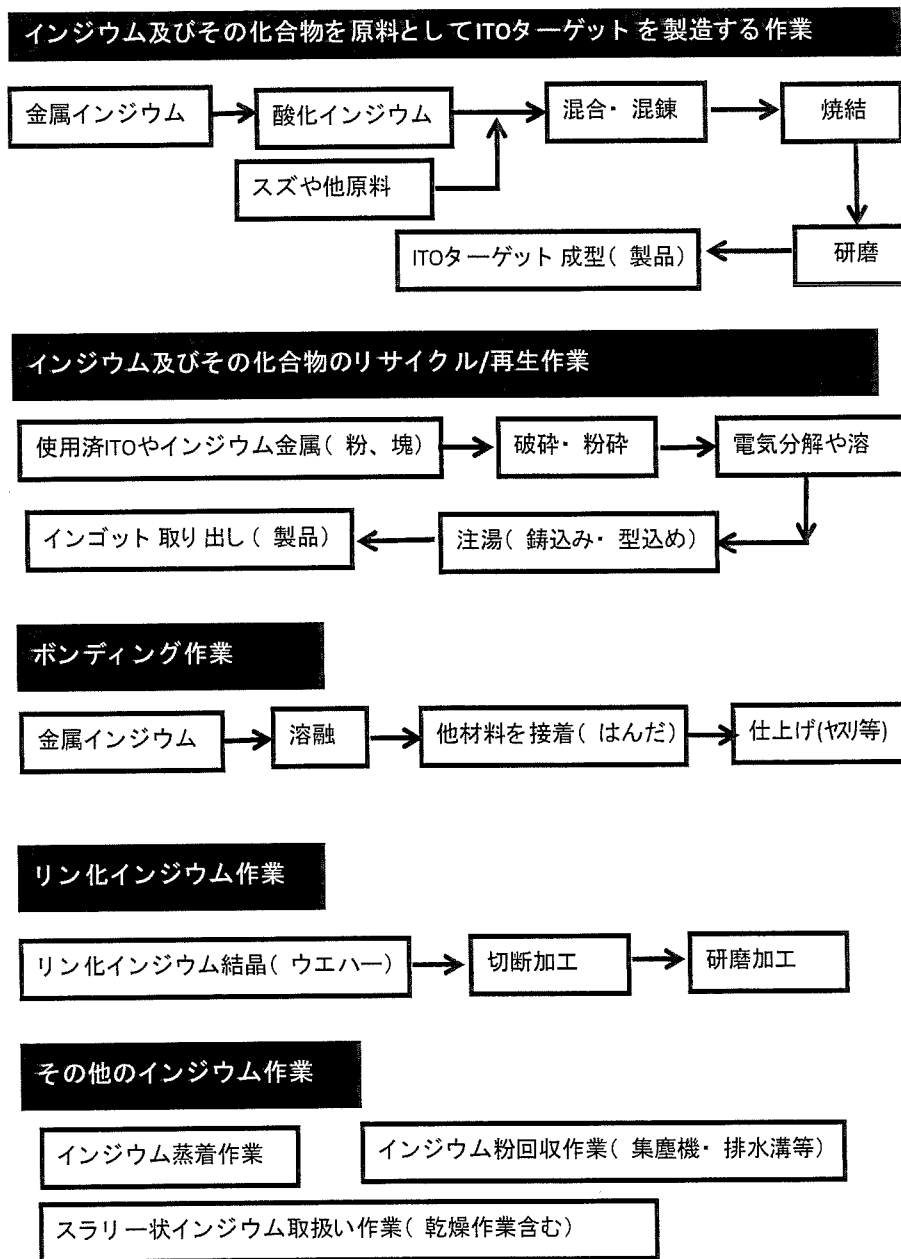 インジウム及びその化合物を原料としてITOターゲットを製造する作業
金属インジウム
酸化インジウム
混合・混錬
焼結
スズや他原料
ITOターゲット成型(製品)
研磨
インジウム及びその化合物のリサイクル/再生作業
使用済ITOやインジウム金属(粉、塊)
破砕・粉砕
電気分解や溶
インゴット取り出し(製品)
注湯(鋳込み・型込め)
ボンディング作業
金属インジウム
溶融
他材料を接着(はんだ)
仕上げ(ヤスリ等)
リン化インジウム作業
リン化インジウム結晶(ウエハー)
切断加工
研磨加工
その他のインジウム作業
インジウム蒸着作業
インジウム粉回収作業(集塵機・排水溝等)
スラリー状インジウム取扱い作業(乾燥作業含む)